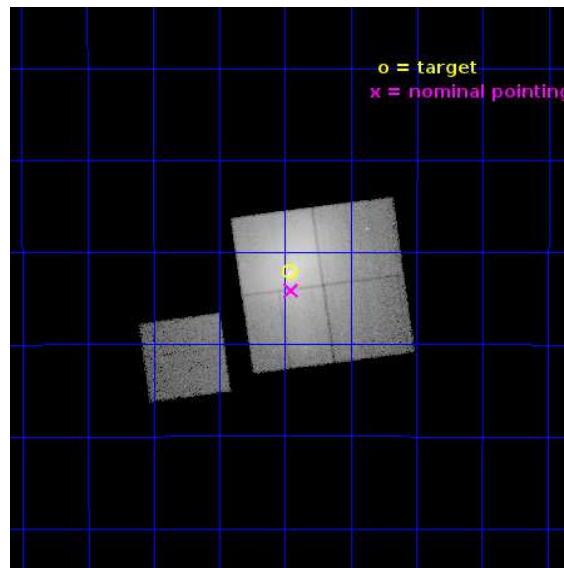 o = target
x = nominal pointing